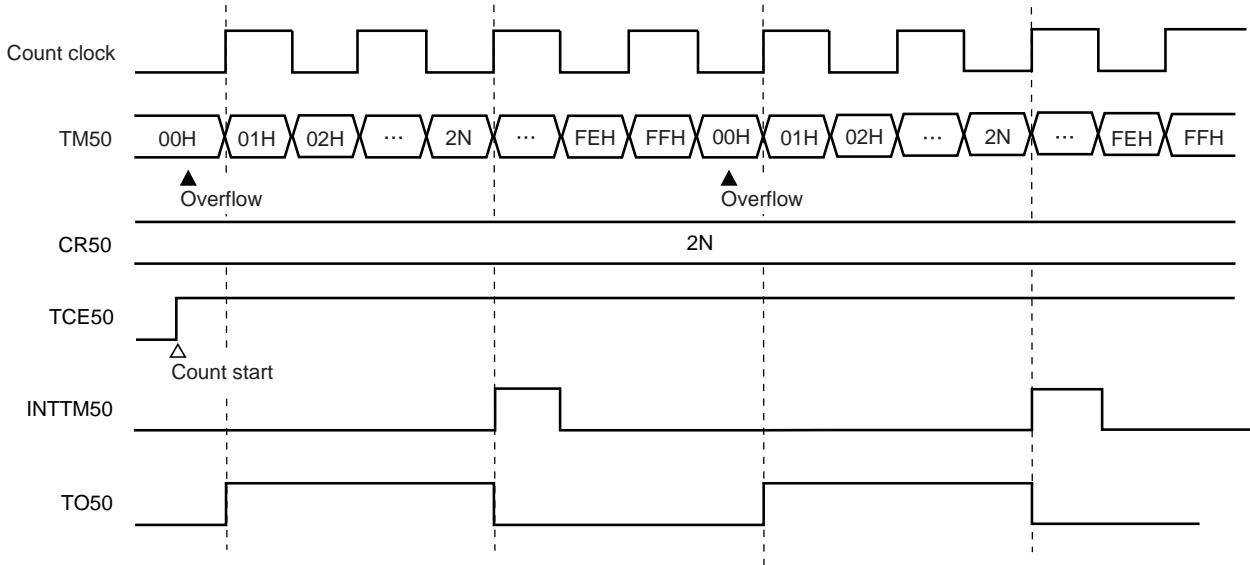 Count clock
TM50 00H 01H 02H ... 2N ... FEH FFH 00H 01H 02H ... 2N ... FEH FFH
Overflow Overflow
CR50 2N
TCE50
Count start
INTTM50
TO50